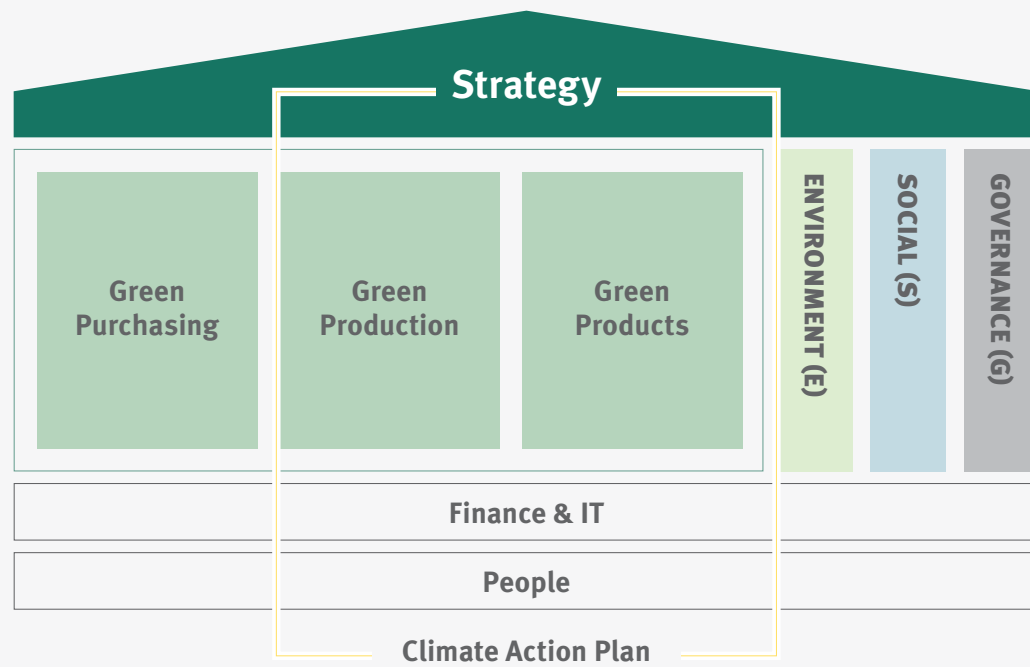 Strategy
Green
Purchasing
Green
Production
Green
Products
ENVIRONMENT (E)
SOCIAL (S)
GOVERNANCE (G)
Finance & IT
People
Climate Action Plan